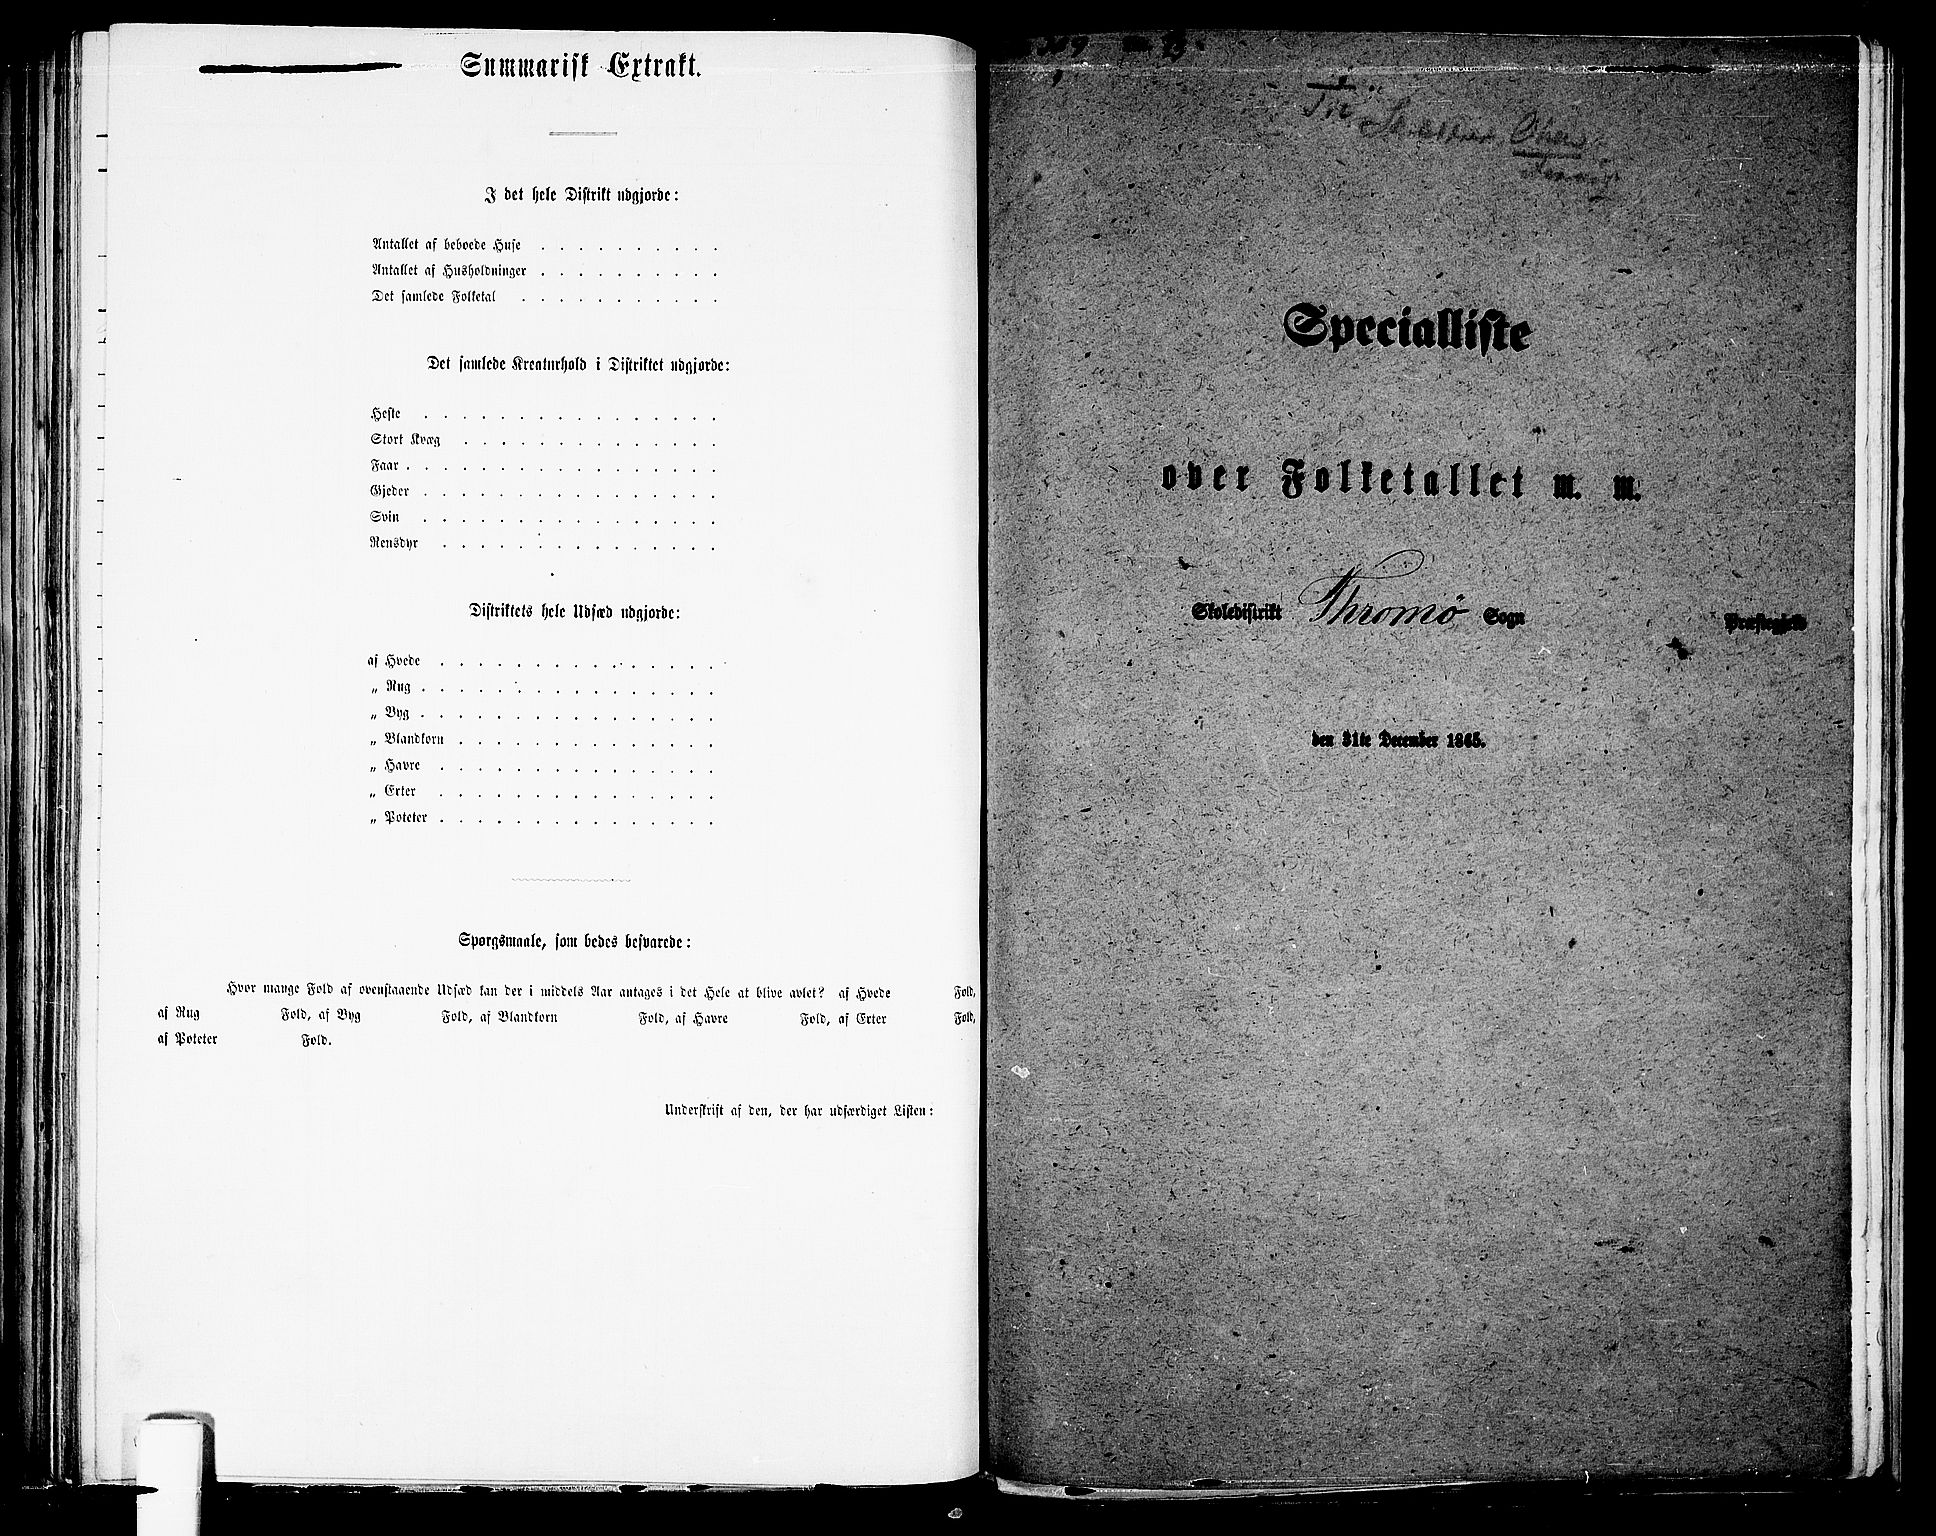 Summarisk Extrakt.
I det hele Distrikt udgjorde:
Antallet af beboede Huse . . . . . . . . . .
Antallet af Husholdninger . . . . . . . . . .
Det samlede Folketal . . . . . . . . . . .
Det samlede Kreaturhold i Distriktet udgjorde:
Heste . . . . . . . . . . . . . . . .
Stort Kvæg . . . . . . . . . . . . . .
Faar . . . . . . . . . . . . . . . . .
Gjeder . . . . . . . . . . . . . . . .
Svin . . . . . . . . . . . . . . . .
Rensdyr . . . . . . . . . . . . . . .
Distriktets hele Udsæd udgjorde:
af Hvede . . . . . . . . . . . . . . .
„ Rug . . . . . . . . . . . . . . . .
„ Byg . . . . . . . . . . . . . . . .
„ Blandkorn . . . . . . . . . . . . . .
„ Havre . . . . . . . . . . . . . . .
„ Erter . . . . . . . . . . . . . . .
„ Poteter . . . . . . . . . . . . . . .
Spørgsmaale, som bedes besvarede:
Hvor mange Fold af ovenstaaende Udsæd kan der i middels Aar antages i det Hele at blive avlet? af Hvede Fold,
af Rug Fold, af Byg Fold, af Blandkorn Fold, af Havre Fold, af Erter Fold,
af Poteter Fold.
Underskrift af den, der har udfærdiget Listen:
Specialliste
over Folketallet m. m.
Skoledistrikt Thromö Sogn Præstegjeld
den 31te December 1865.